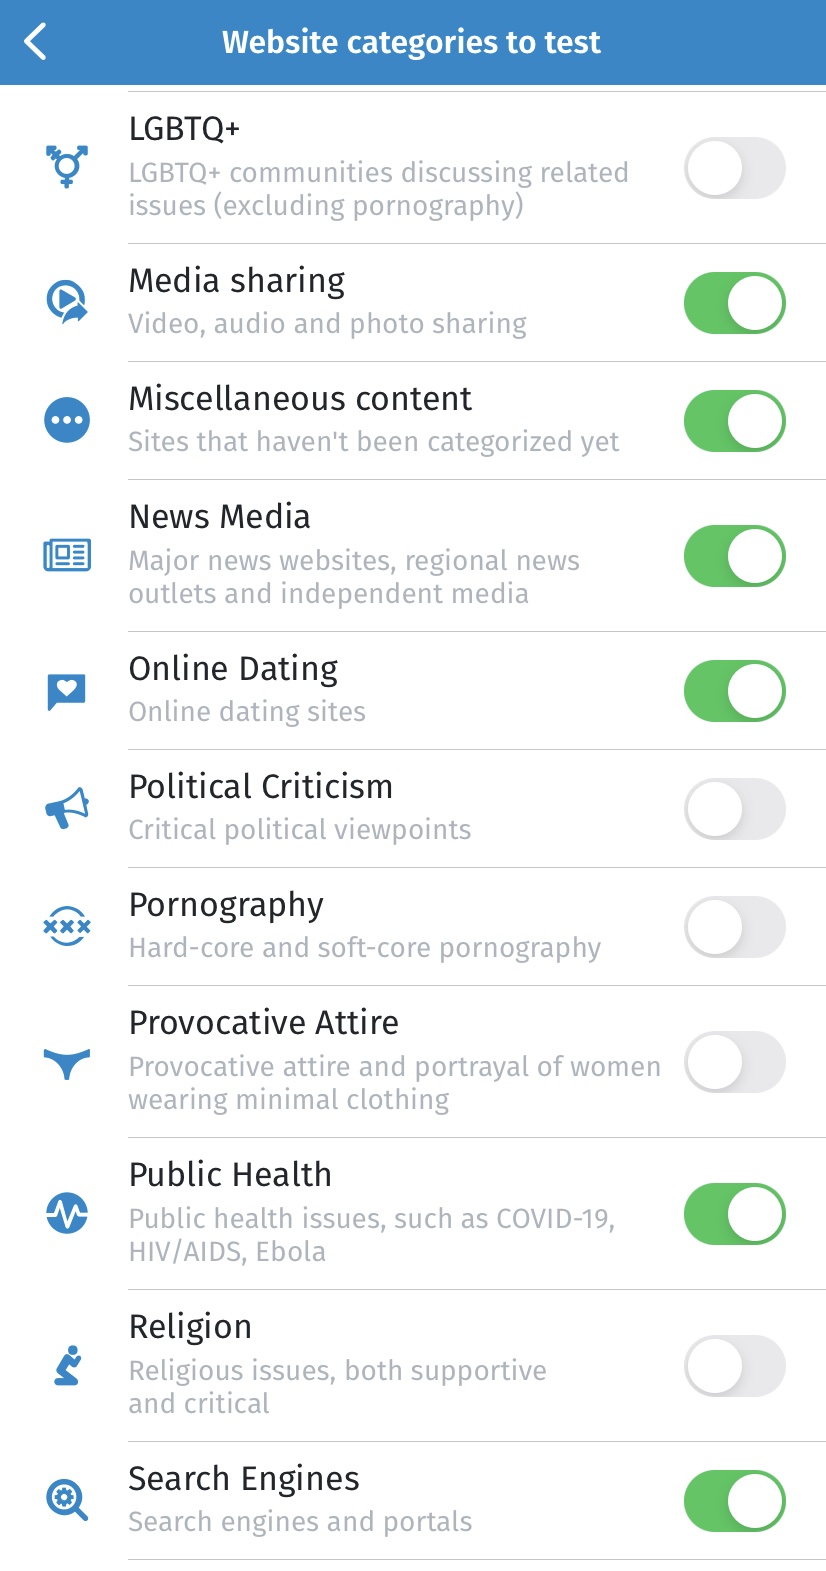 Website categories to test
LGBTQ+
LGBTQ+ communities discussing related
issues (excluding pornography)
Media sharing
Video, audio and photo sharing
Miscellaneous content
Sites that haven't been categorized yet
News Media
Major news websites, regional news
outlets and independent media
Online Dating
Online dating sites
Political Criticism
Critical political viewpoints
Pornography
Hard-core and soft-core pornography
Provocative Attire
Provocative attire and portrayal of women
wearing minimal clothing
Public Health
Public health issues, such as COVID-19,
HIV/AIDS, Ebola
Religion
Religious issues, both supportive
and critical
Search Engines
Search engines and portals